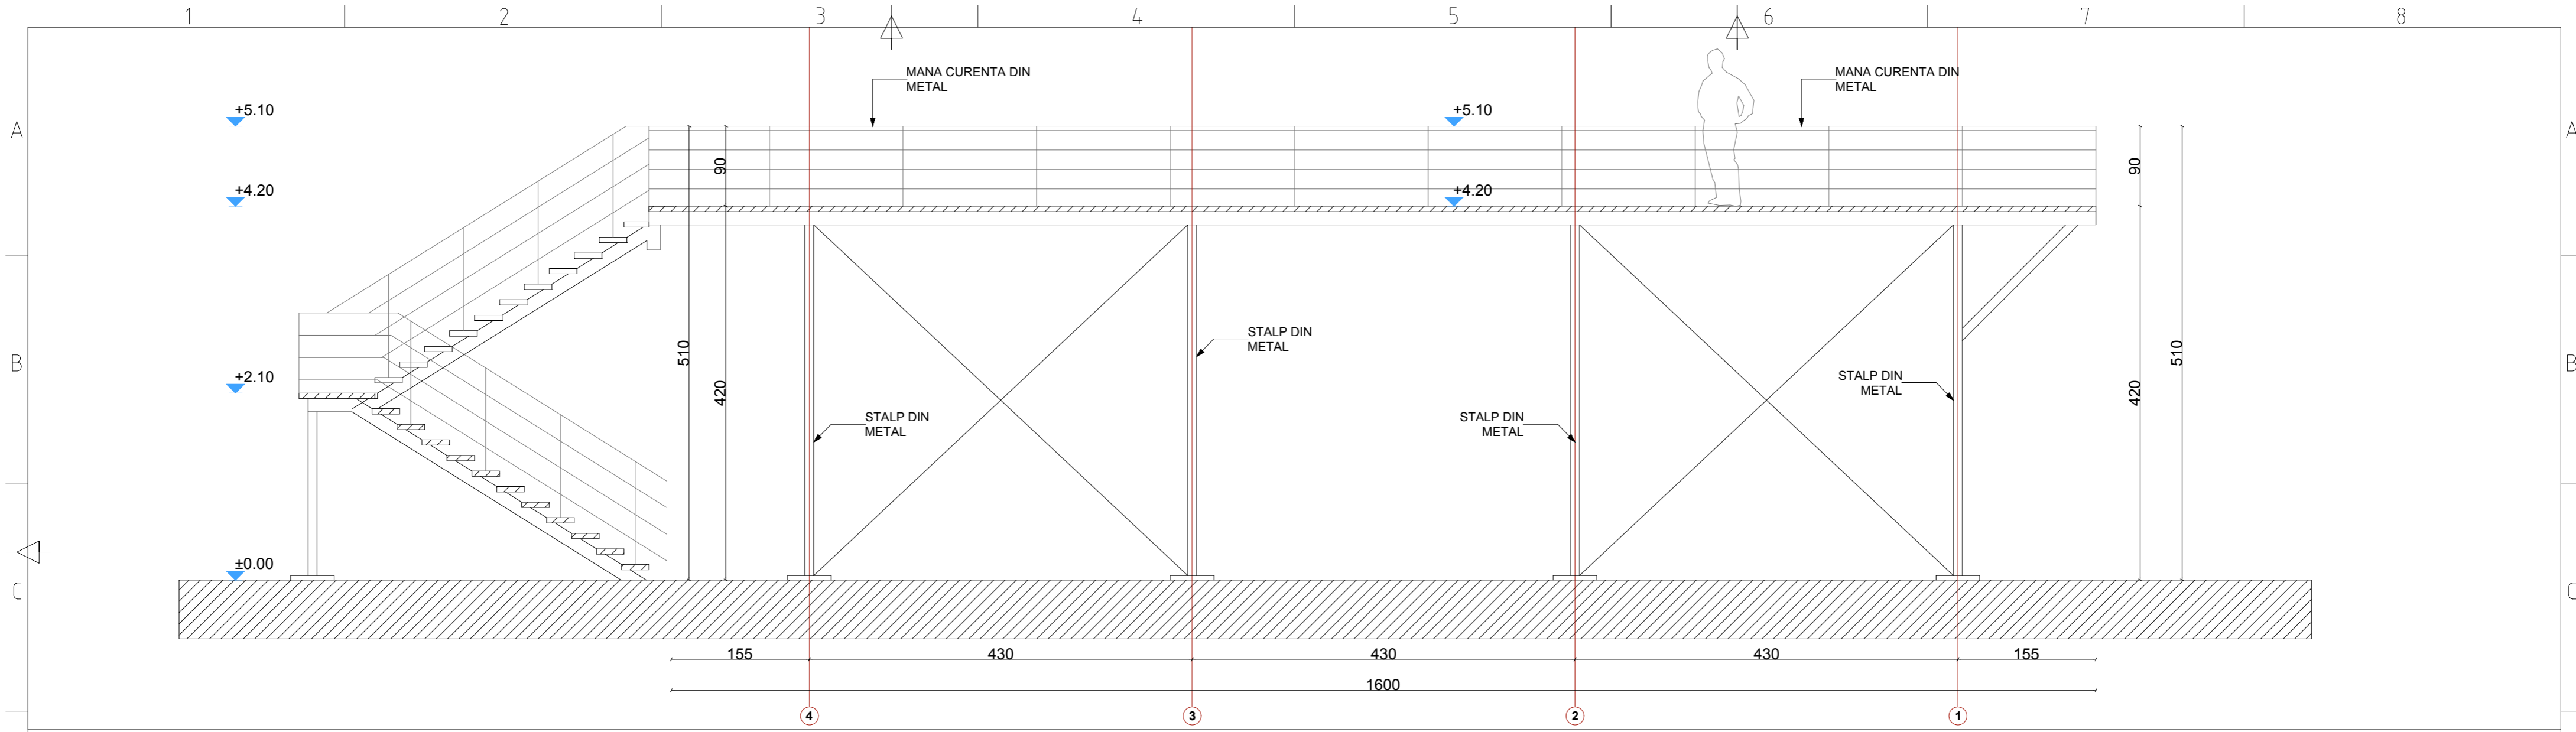 1 2 3 4 5 6 7 8
MANA CURENTA DIN
METAL
MANA CURENTA DIN
METAL
A
+5.10
+5.10
A
90
90
+4.20
+4.20
STALP DIN
METAL
510
510
B
B
+2.10
420
420
STALP DIN
METAL
STALP DIN
METAL
STALP DIN
METAL
±0.00
C
C
155 430 430 430 155
1600
4 3 2 1